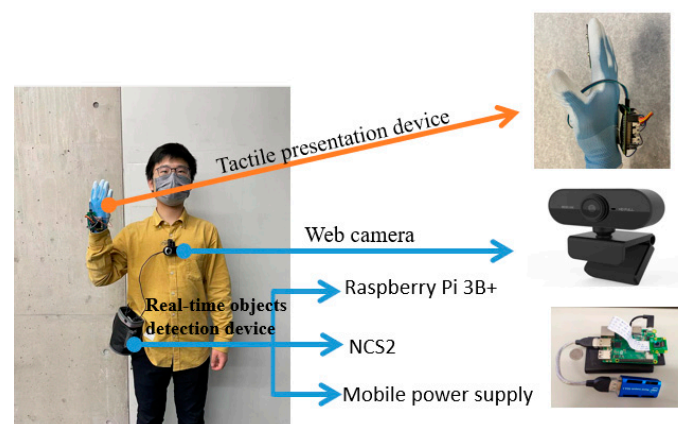 Tactile presentation device
Web camera
Real-time objects
detection device
Raspberry Pi 3B+
NCS2
Mobile power supply